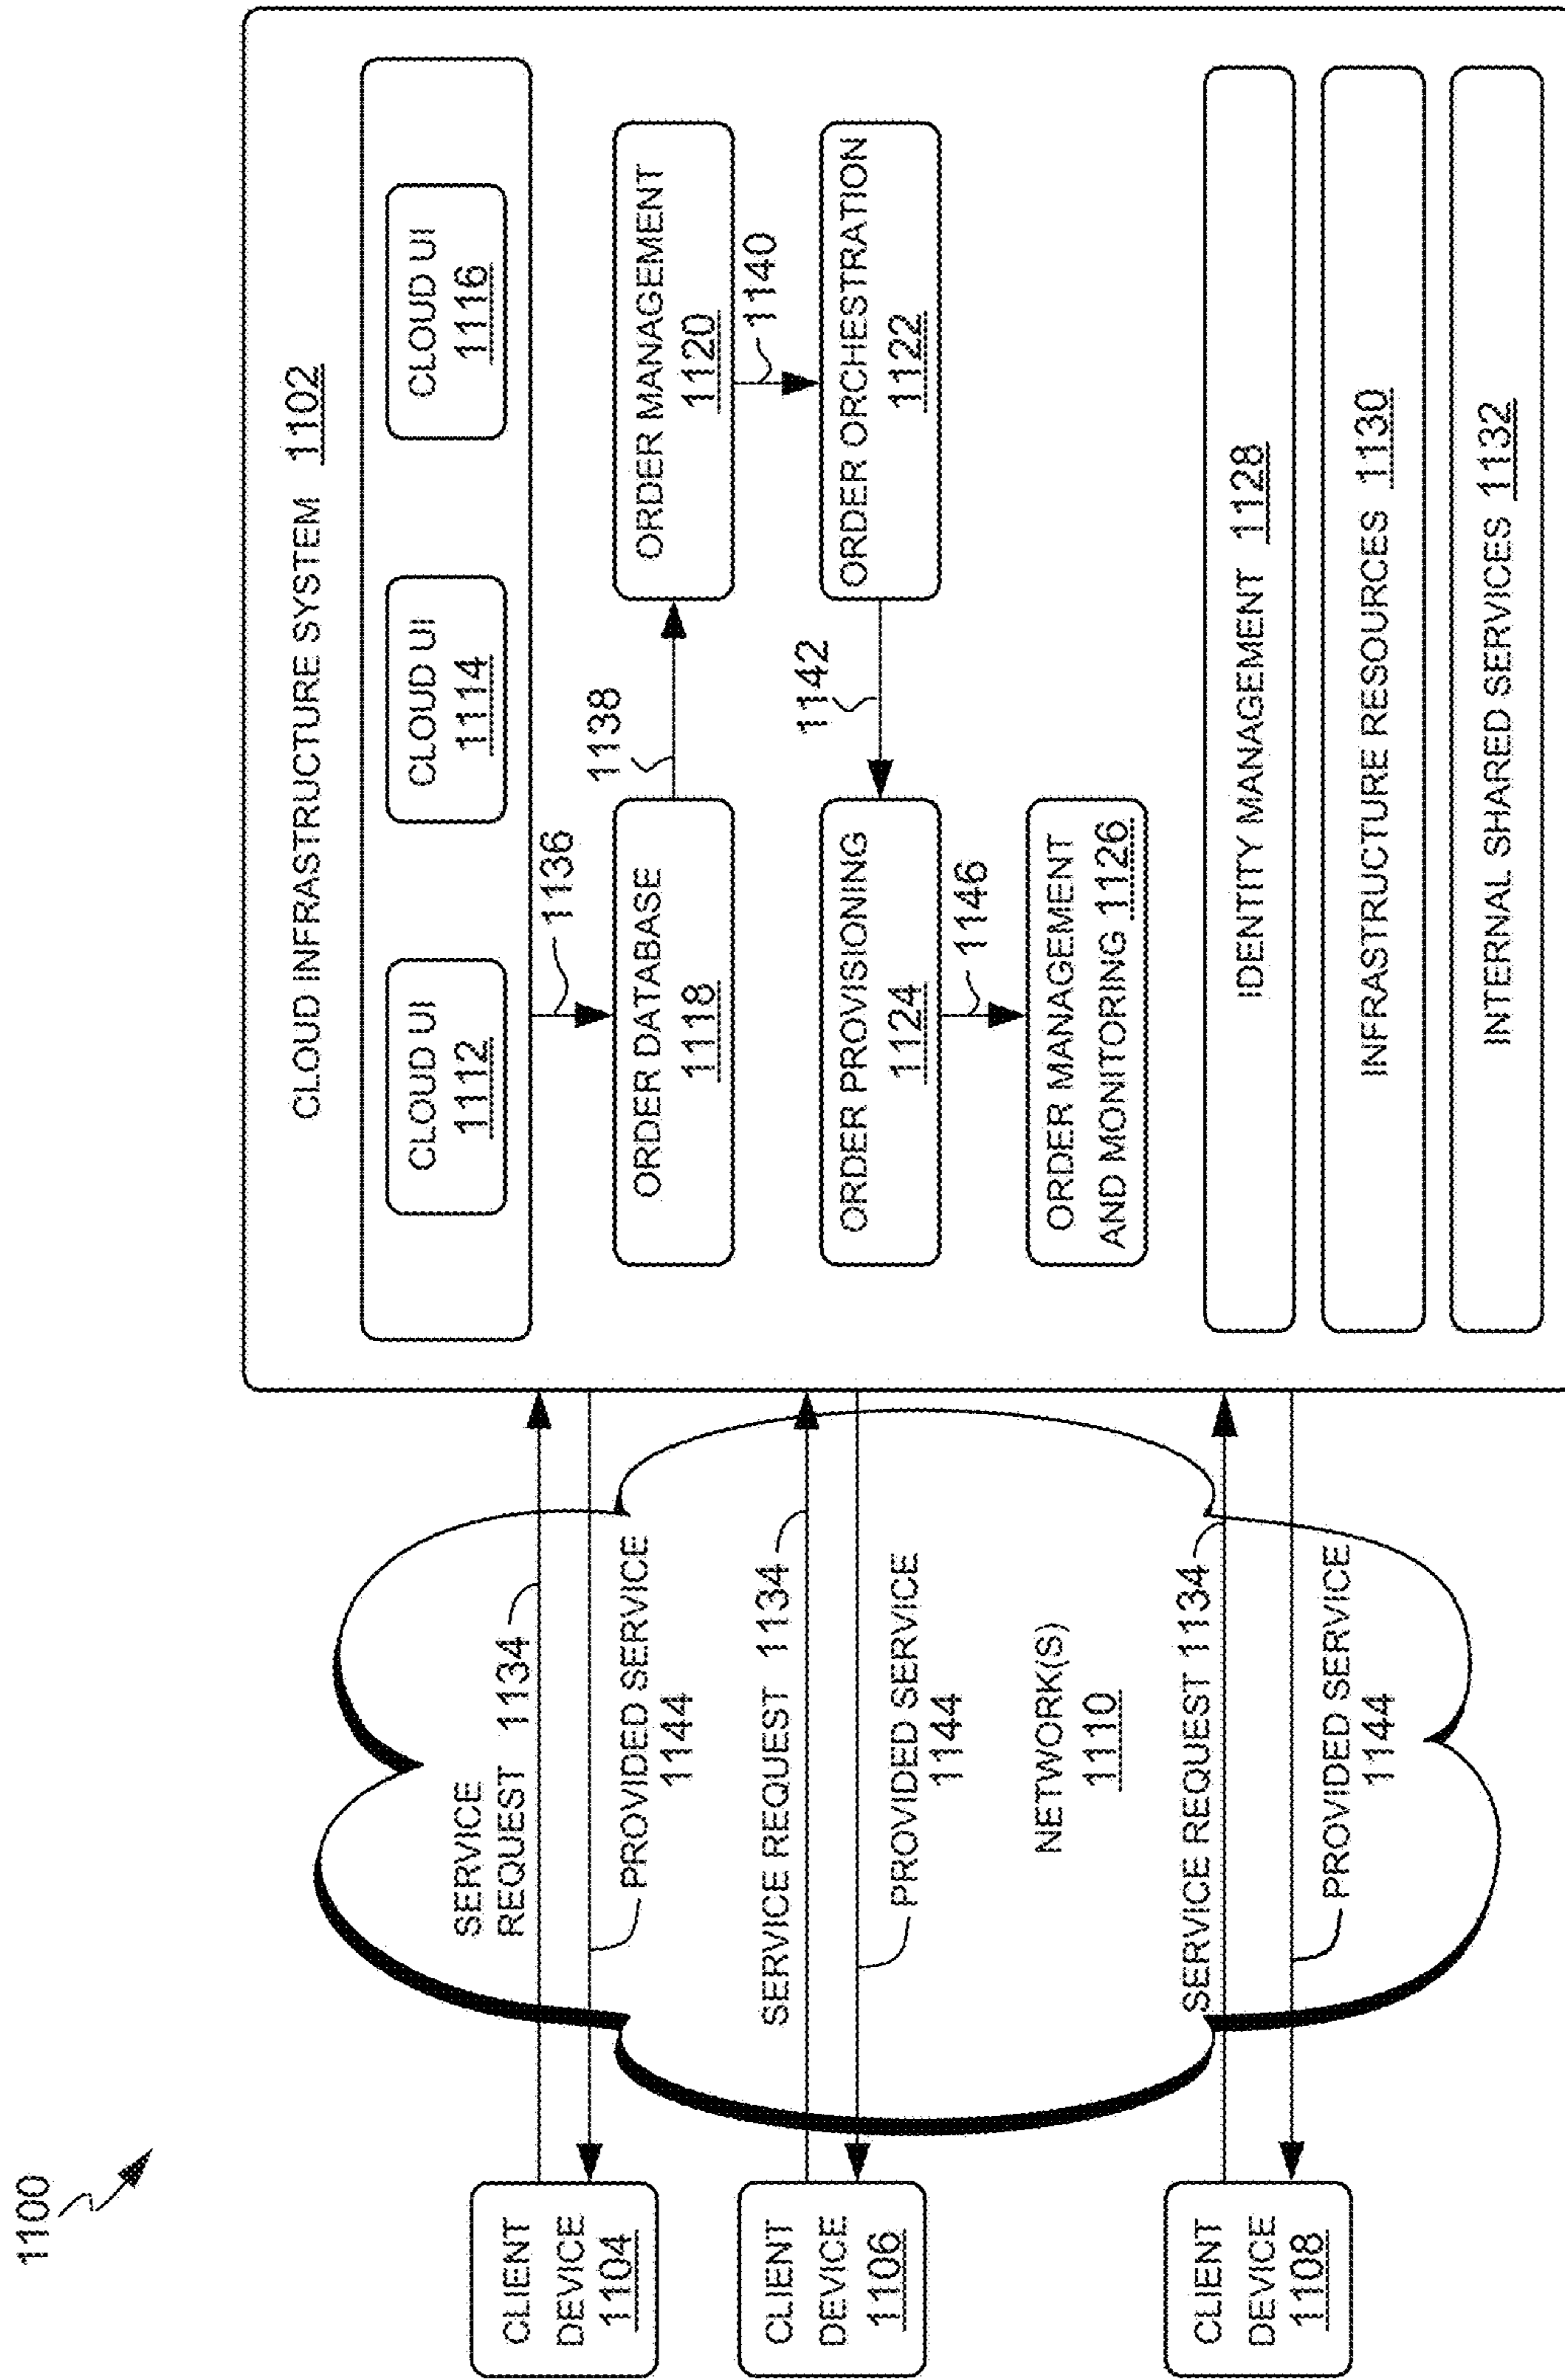 1100
CLIENT
DEVICE
1104
CLIENT
DEVICE
1106
CLIENT
DEVICE
1108
SERVICE
REQUEST 1134
PROVIDED SERVICE
1144
SERVICE REQUEST 1134
PROVIDED SERVICE
1144
NETWORK(S)
1110
SERVICE REQUEST 1134
PROVIDED SERVICE
1144
CLOUD INFRASTRUCTURE SYSTEM 1102
CLOUD UI
1112
CLOUD UI
1114
CLOUD UI
1116
1136
ORDER DATABASE
1118
1138
ORDER MANAGEMENT
1120
1140
ORDER PROVISIONING
1124
1142
ORDER ORCHESTRATION
1122
1146
ORDER MANAGEMENT
AND MONITORING 1126
IDENTITY MANAGEMENT 1128
INFRASTRUCTURE RESOURCES 1130
INTERNAL SHARED SERVICES 1132